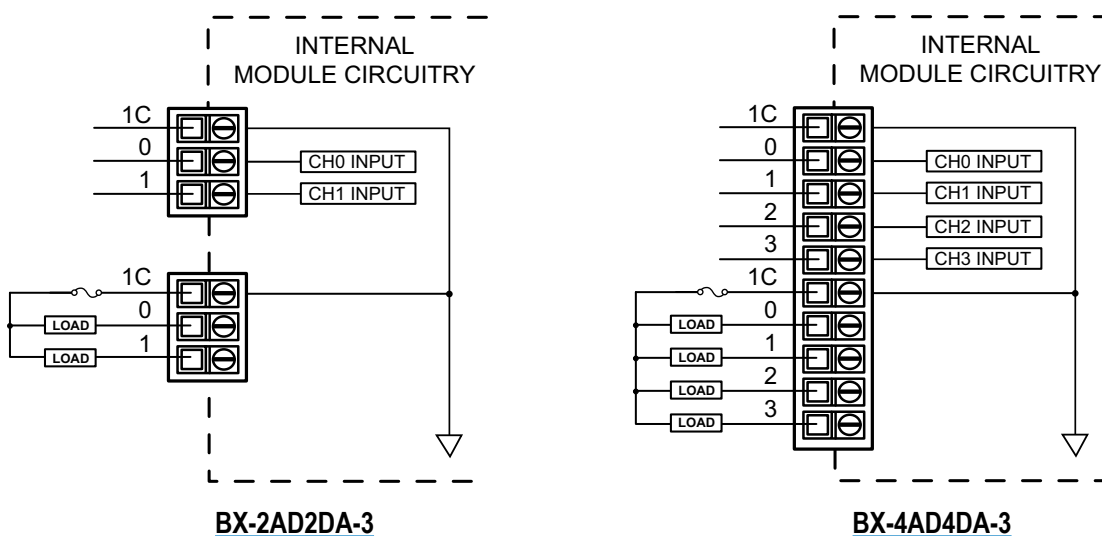 INTERNAL
MODULE CIRCUITRY
1C
0
CH0 INPUT
1
CH1 INPUT
1C
0
LOAD
1
LOAD
BX-2AD2DA-3
INTERNAL
MODULE CIRCUITRY
1C
0
CH0 INPUT
1
CH1 INPUT
2
CH2 INPUT
3
CH3 INPUT
1C
0
LOAD
1
LOAD
2
LOAD
3
LOAD
BX-4AD4DA-3